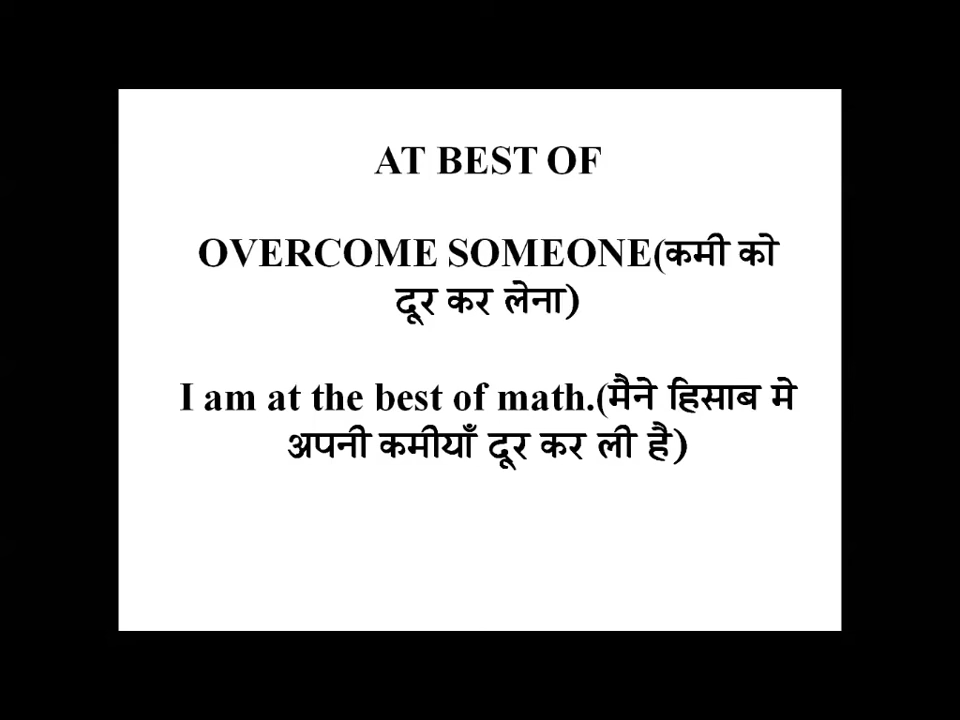 AT BEST OF
OVERCOME SOMEONE(कमी को
दूर कर लेना)
I am at the best of math.(मैने हिसाब मे
अपनी कमीयाँ दूर कर ली है)